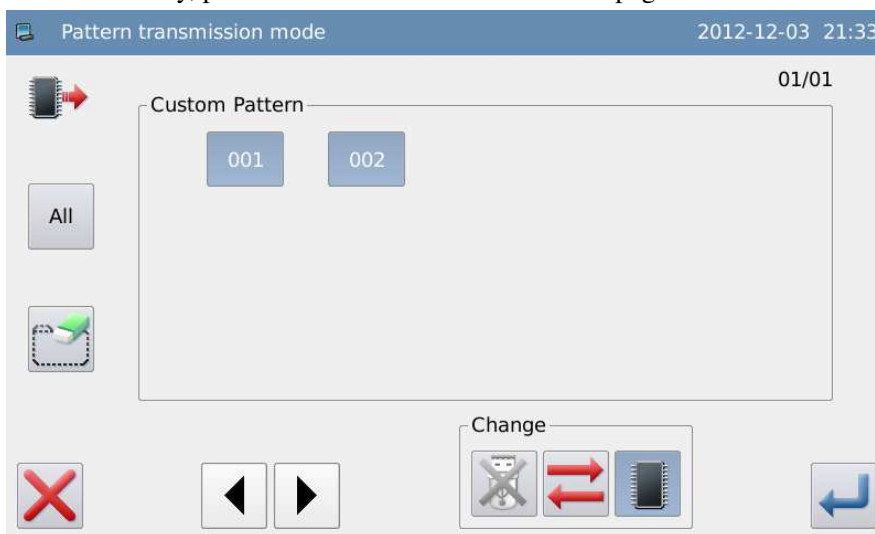 Pattern transmission mode 2012-12-03 21:33
01/01
Custom Pattern
001 002
All
Change